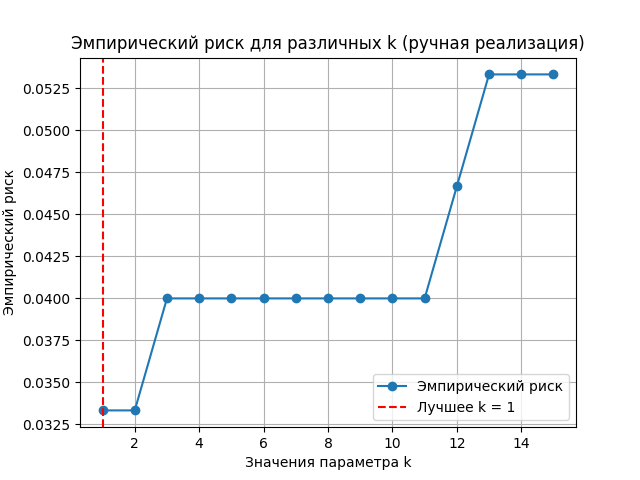 Эмпирический риск для различных k (ручная реализация)
Эмпирический риск
0.0525
0.0500
0.0475
0.0450
0.0425
0.0400
0.0375
0.0350
0.0325
Эмпирический риск
Лучшее k = 1
2 4 6 8 10 12 14
Значения параметра k